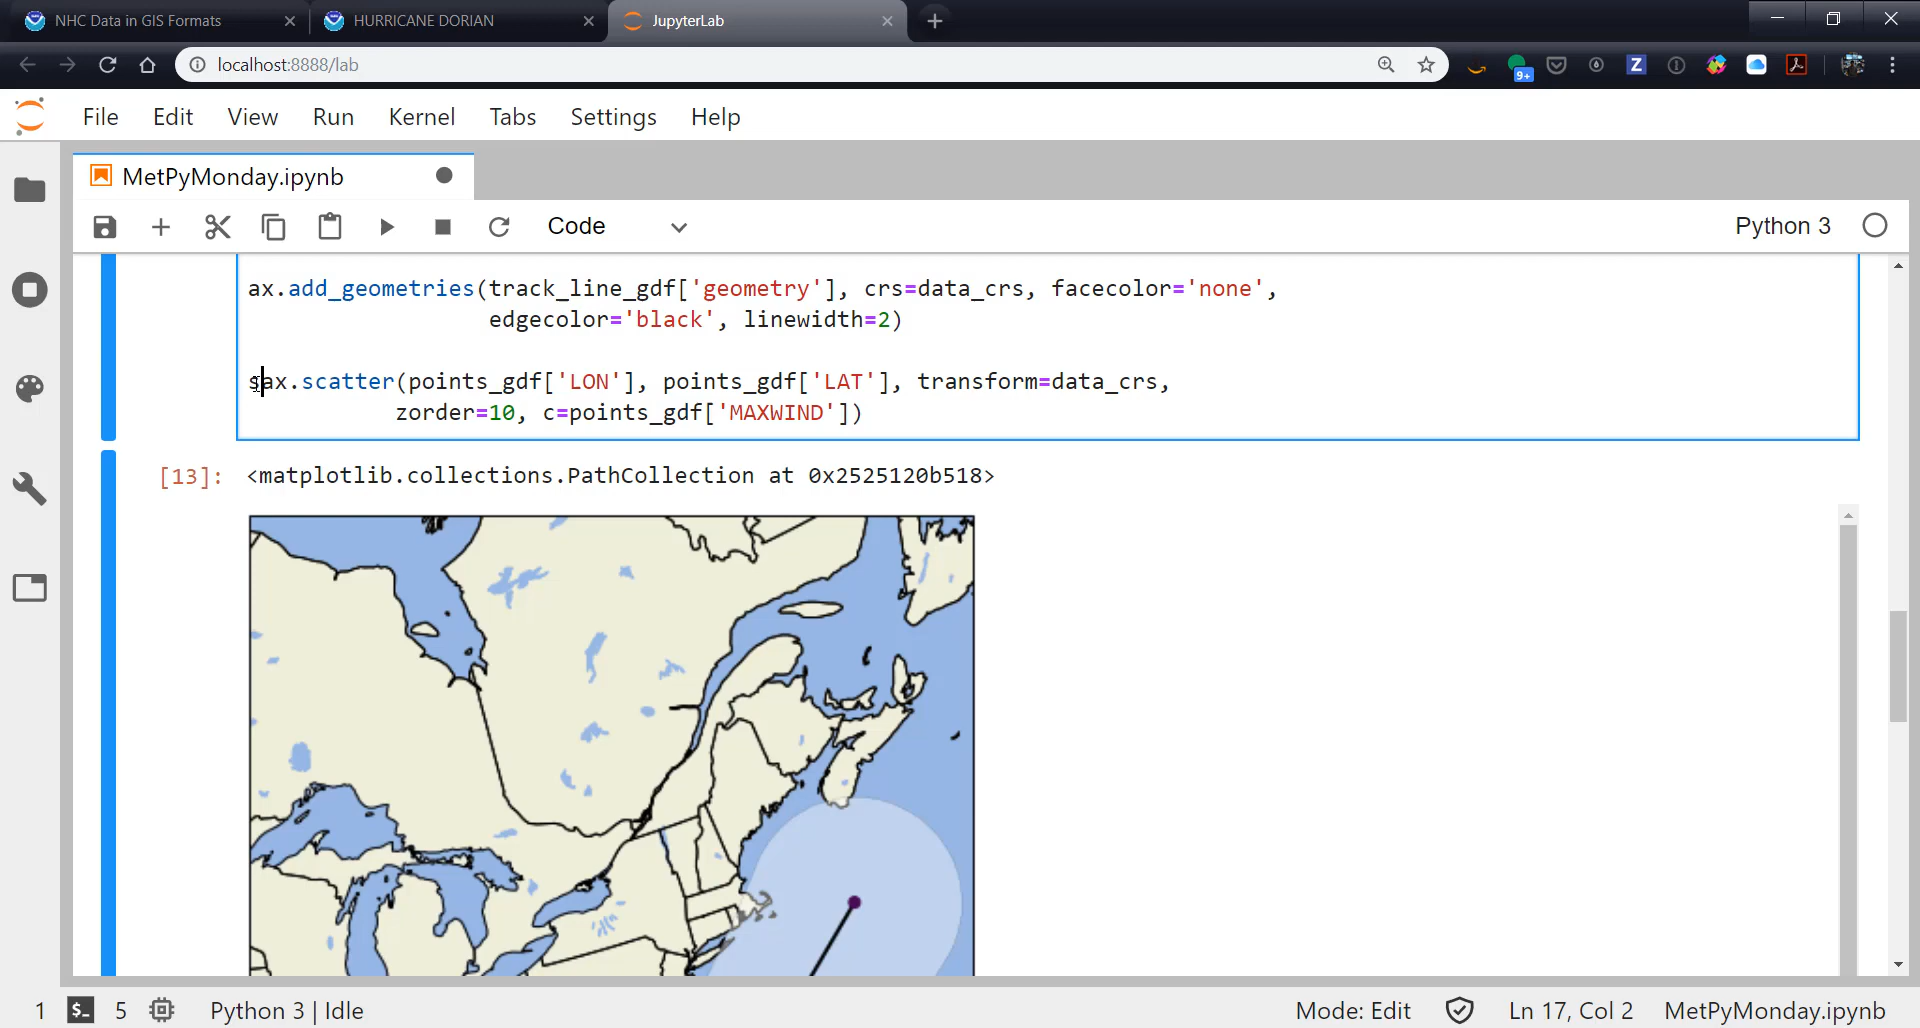 NHC Data in GIS Formats
HURRICANE DORIAN
JupyterLab
localhost:8888/lab
9+
Z
File Edit View Run Kernel Tabs Settings Help
MetPyMonday.ipynb
Code
Python 3
ax.add_geometries(track_line_gdf['geometry'], crs=data_crs, facecolor='none',
edgecolor='black', linewidth=2)
sax.scatter(points_gdf['LON'], points_gdf['LAT'], transform=data_crs,
zorder=10, c=points_gdf['MAXWIND'])
[13]: <matplotlib.collections.PathCollection at 0x2525120b518>
1 $_ 5 Python 3 | Idle Mode: Edit Ln 17, Col 2 MetPyMonday.ipynb